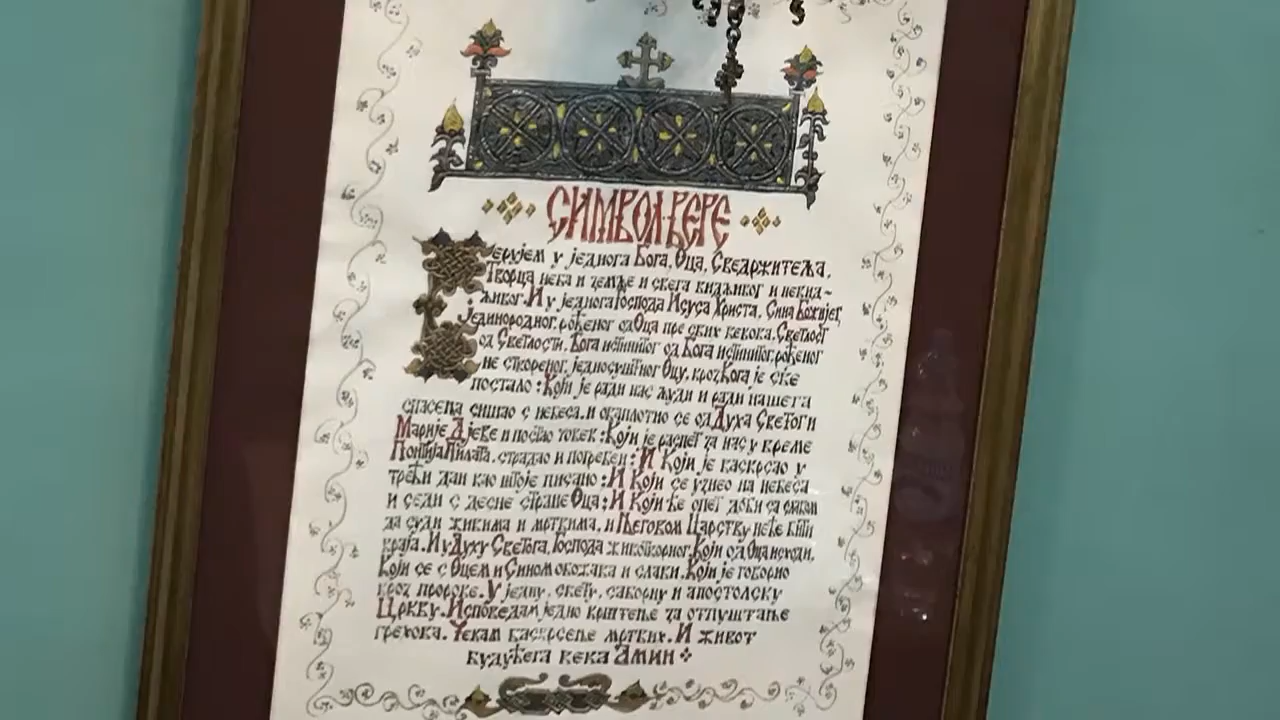 СИМВОЛ ВЕРЕ
Верујем у једнога Бога, Оца, Сведржитеља,
Творца неба и земље и свега видљивог и невид-
љивог. И у једнога Господа Исуса Христа, Сина Божијег,
Јединородног, рођеног од Оца пре свих векова. Светлост
од Светлости, Бога истинитог од Бога истинитог, рођеног
не створеног, једносуштног Оцу, кроз Кога је све
постало: Који је ради нас људи и ради нашега
спасења сишао с небеса, и оваплотио се од Духа Светог и
Марије Дјеве и постао човек: Који је распет за нас у време
Понтија Пилата, страдао и погребен: И Који је васкрсао у
трећи дан као што је писано: И Који се узнео на небеса
и седи с десне стране Оца: И Који ће опет доћи са славом
да суди живима и мртвима, и Његовом Царству неће бити
краја. И у Духу Светога, Господа животворног, Који од Оца исходи,
Који се с Оцем и Сином обожава и слави, Који је говорио
кроз пророке. У једну, свету, саборну и апостолску
Цркву. Исповедам једно крштење за отпуштање
грехова. Чекам васкрсење мртвих. И живот
будућега века Амин